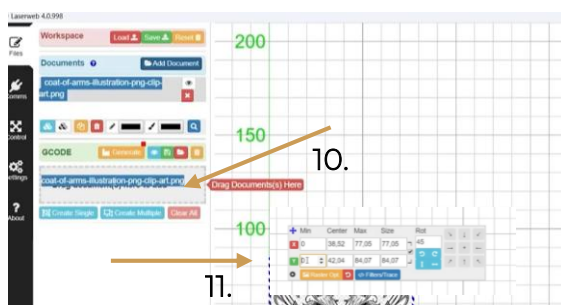 Laserweb 4.0.998
Workspace
Load
Save
Reset
200
Files
Documents
Add Document
coat-of-arms-illustration-png-clip-
art.png
Comms
Control
150
GCODE
Generate
10.
coat-of-arms-illustration-png-clip-art.png
Drag Documents(s) Here
Settings
Create Single
Create Multiple
Clear All
About
100
Min Center Max Size Rot
X 0 38,52 77,05 77,05 45
Y 0 42,04 84,07 84,07
Raster Opt.
Filters/Trace
11.